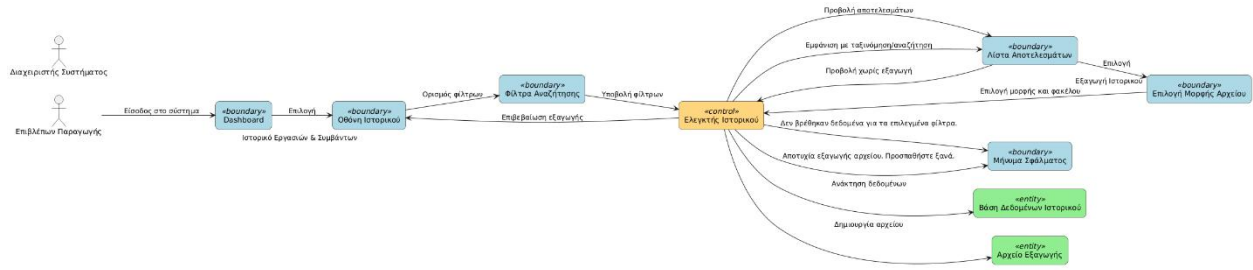 Διαχειριστής Συστήματος
Επιβλέπων Παραγωγής
Είσοδος στο σύστημα
«boundary»
Dashboard
Επιλογή
Ιστορικό Εργασιών & Συμβάντων
«boundary»
Οθόνη Ιστορικού
Ορισμός φίλτρων
«boundary»
Φίλτρα Αναζήτησης
Υποβολή φίλτρων
Επιβεβαίωση εξαγωγής
«control»
Ελεγκτής Ιστορικού
Προβολή αποτελεσμάτων
Εμφάνιση με ταξινόμηση/αναζήτηση
Προβολή χωρίς εξαγωγή
«boundary»
Λίστα Αποτελεσμάτων
Επιλογή
Εξαγωγή Ιστορικού
Επιλογή μορφής και φακέλου
«boundary»
Επιλογή Μορφής Αρχείου
Δεν βρέθηκαν δεδομένα για τα επιλεγμένα φίλτρα.
Αποτυχία εξαγωγής αρχείου. Προσπαθήστε ξανά.
«boundary»
Μήνυμα Σφάλματος
Ανάκτηση δεδομένων
«entity»
Βάση Δεδομένων Ιστορικού
Δημιουργία αρχείου
«entity»
Αρχείο Εξαγωγής